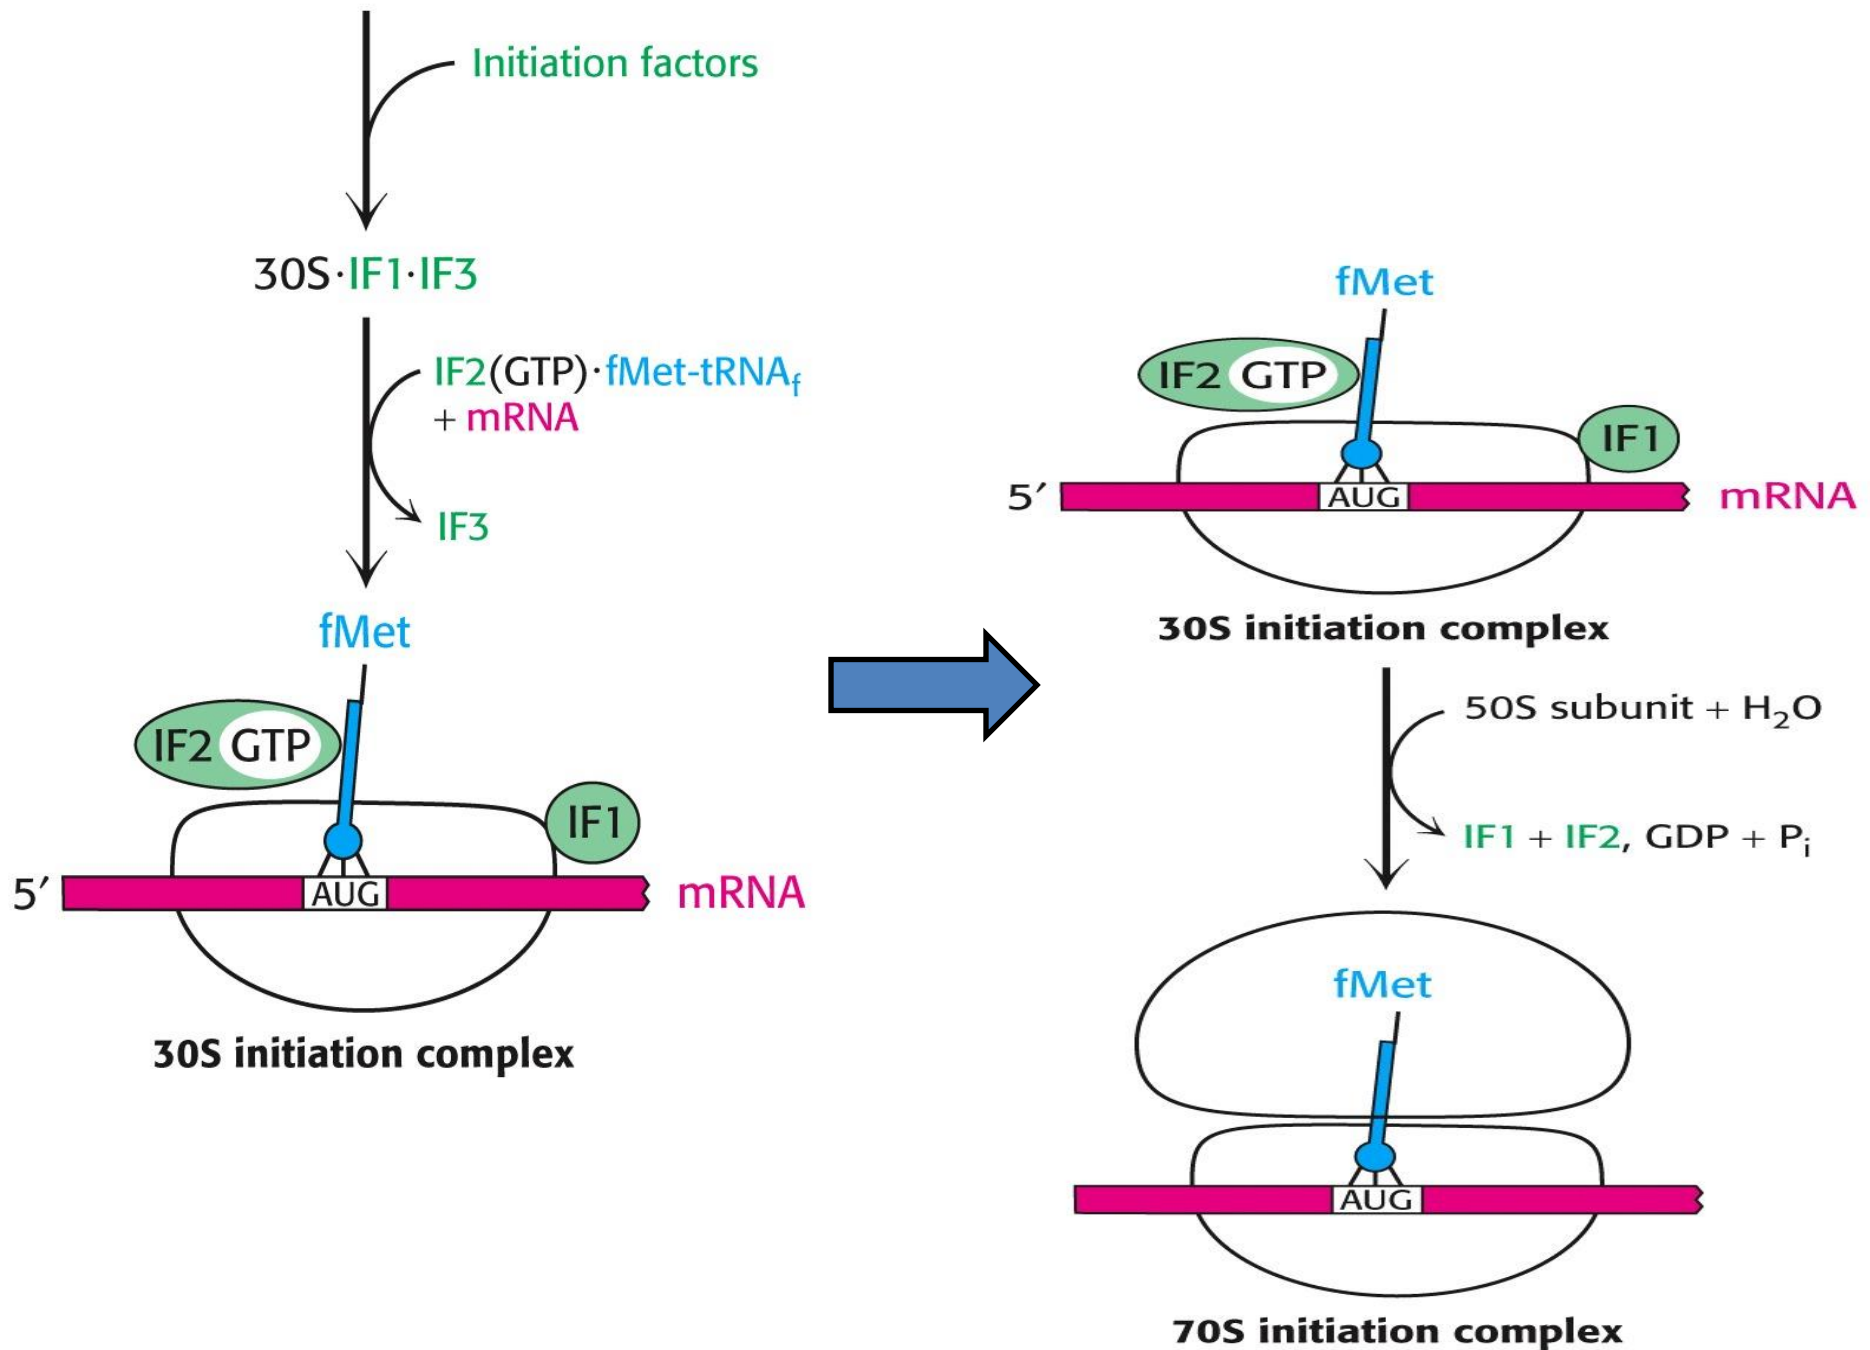 Initiation factors
30S·IF1·IF3
IF2(GTP)·fMet-tRNAf
+ mRNA
IF3
fMet
IF2 GTP
IF1
5′ AUG mRNA
30S initiation complex
fMet
IF2 GTP
IF1
5′ AUG mRNA
30S initiation complex
50S subunit + H₂O
IF1 + IF2, GDP + Pi
fMet
AUG
70S initiation complex